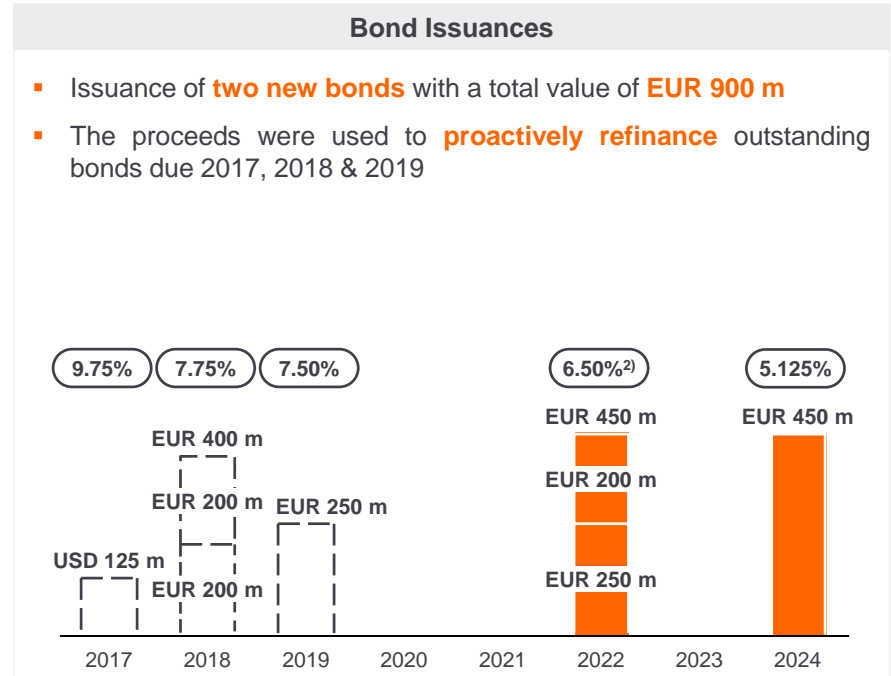 Bond Issuances
▪ Issuance of two new bonds with a total value of EUR 900 m
▪ The proceeds were used to proactively refinance outstanding
bonds due 2017, 2018 & 2019
9.75% 7.75% 7.50% 6.50%2) 5.125%
EUR 450 m EUR 450 m
EUR 400 m
EUR 200 m
EUR 200 m EUR 250 m
USD 125 m
EUR 200 m EUR 250 m
2017 2018 2019 2020 2021 2022 2023 2024